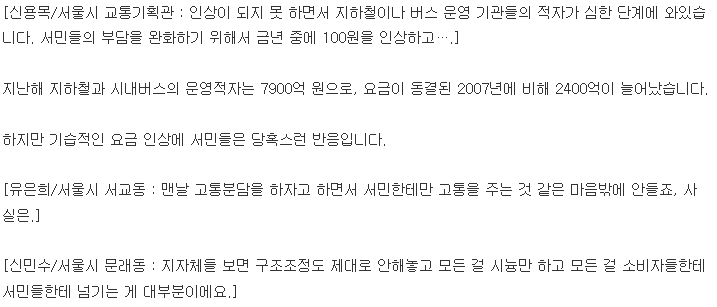 [신용목/서울시 교통기획관 : 인상이 되지 못 하면서 지하철이나 버스 운영 기관들의 적자가 심한 단계에 와있습니
다. 서민들의 부담을 완화하기 위해서 금년 중에 100원을 인상하고….]
지난해 지하철과 시내버스의 운영적자는 7900억 원으로, 요금이 동결된 2007년에 비해 2400억이 늘어났습니다.
하지만 기습적인 요금 인상에 서민들은 당혹스런 반응입니다.
[유은희/서울시 서교동 : 맨날 고통분담을 하자고 하면서 서민한테만 고통을 주는 것 같은 마음밖에 안들죠, 사
실은.]
[신민수/서울시 문래동 : 지자체들 보면 구조조정도 제대로 안해놓고 모든 걸 시늉만 하고 모든 걸 소비자들한테
서민들한테 넘기는 게 대부분이에요.]